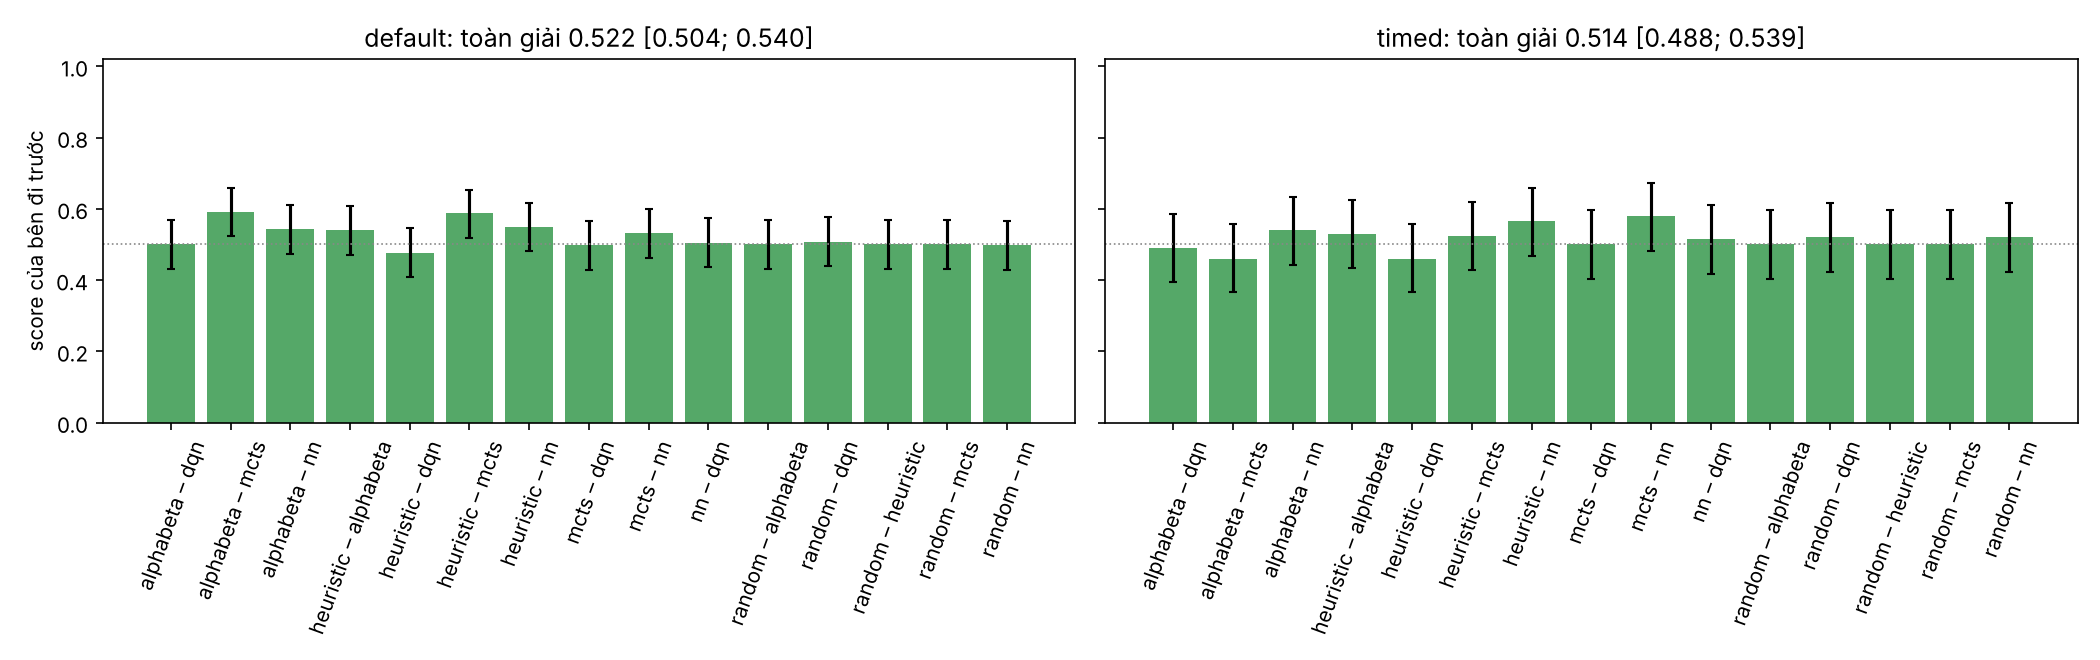 default: toàn giải 0.522 [0.504; 0.540]
score của bên đi trước
1.0
0.8
0.6
0.4
0.2
0.0
alphabeta – dqn
alphabeta – mcts
alphabeta – nn
heuristic – alphabeta
heuristic – dqn
heuristic – mcts
heuristic – nn
mcts – dqn
mcts – nn
nn – dqn
random – alphabeta
random – dqn
random – heuristic
random – mcts
random – nn
timed: toàn giải 0.514 [0.488; 0.539]
alphabeta – dqn
alphabeta – mcts
alphabeta – nn
heuristic – alphabeta
heuristic – dqn
heuristic – mcts
heuristic – nn
mcts – dqn
mcts – nn
nn – dqn
random – alphabeta
random – dqn
random – heuristic
random – mcts
random – nn